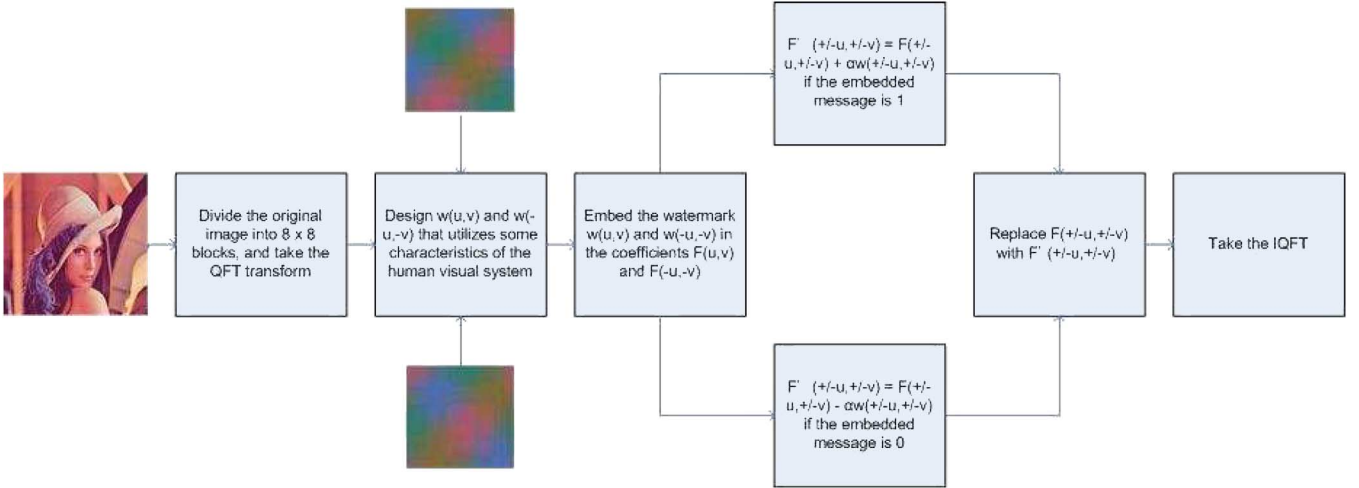 Divide the original
image into 8 x 8
blocks, and take the
QFT transform
Design w(u,v) and w(-
u,-v) that utilizes some
characteristics of the
human visual system
Embed the watermark
w(u,v) and w(-u,-v) in
the coefficients F(u,v)
and F(-u,-v)
F' (+/-u,+/-v) = F(+/-
u,+/-v) + αw(+/-u,+/-v)
if the embedded
message is 1
F' (+/-u,+/-v) = F(+/-
u,+/-v) - αw(+/-u,+/-v)
if the embedded
message is 0
Replace F(+/-u,+/-v)
with F' (+/-u,+/-v)
Take the IQFT